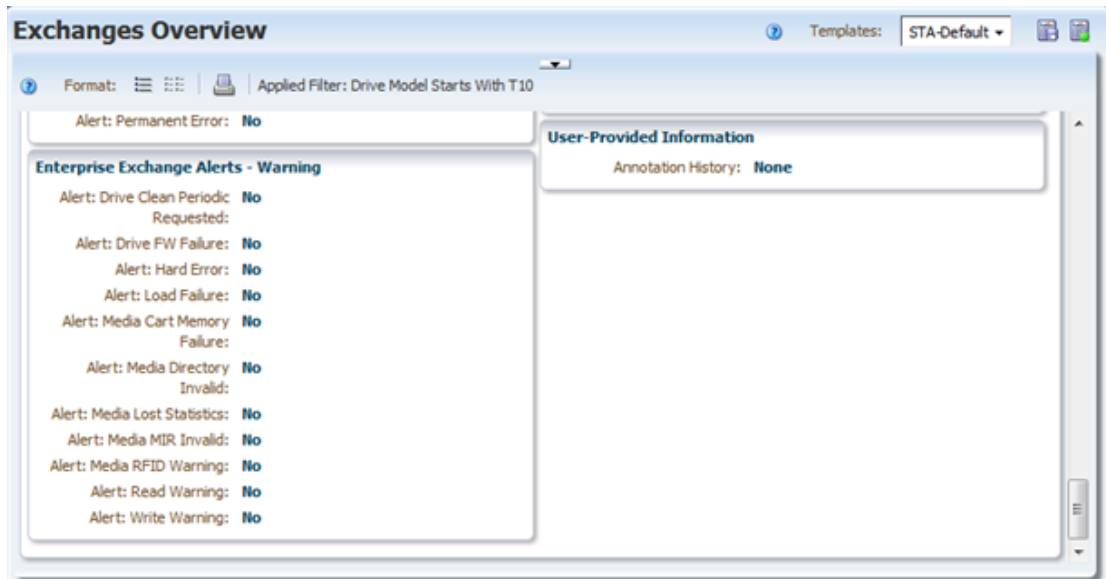 Exchanges Overview
Templates: STA-Default
Format: Applied Filter: Drive Model Starts With T10
Alert: Permanent Error: No
Enterprise Exchange Alerts - Warning
Alert: Drive Clean Periodic No
Requested:
Alert: Drive FW Failure: No
Alert: Hard Error: No
Alert: Load Failure: No
Alert: Media Cart Memory No
Failure:
Alert: Media Directory No
Invalid:
Alert: Media Lost Statistics: No
Alert: Media MIR Invalid: No
Alert: Media RFID Warning: No
Alert: Read Warning: No
Alert: Write Warning: No
User-Provided Information
Annotation History: None